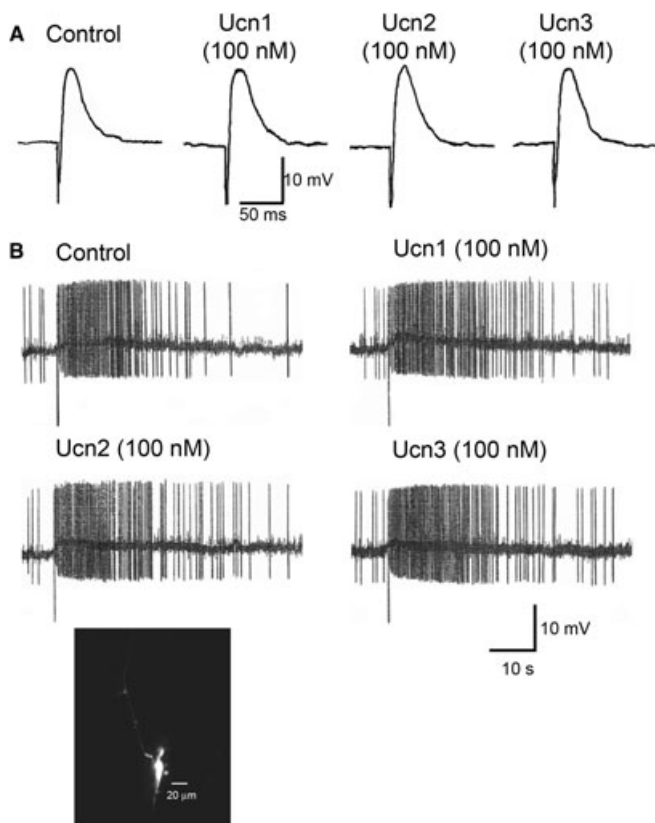 A Control Ucn1 Ucn2 Ucn3
(100 nM) (100 nM) (100 nM)
10 mV
50 ms
B Control Ucn1 (100 nM)
Ucn2 (100 nM) Ucn3 (100 nM)
10 mV
10 s
20 µm